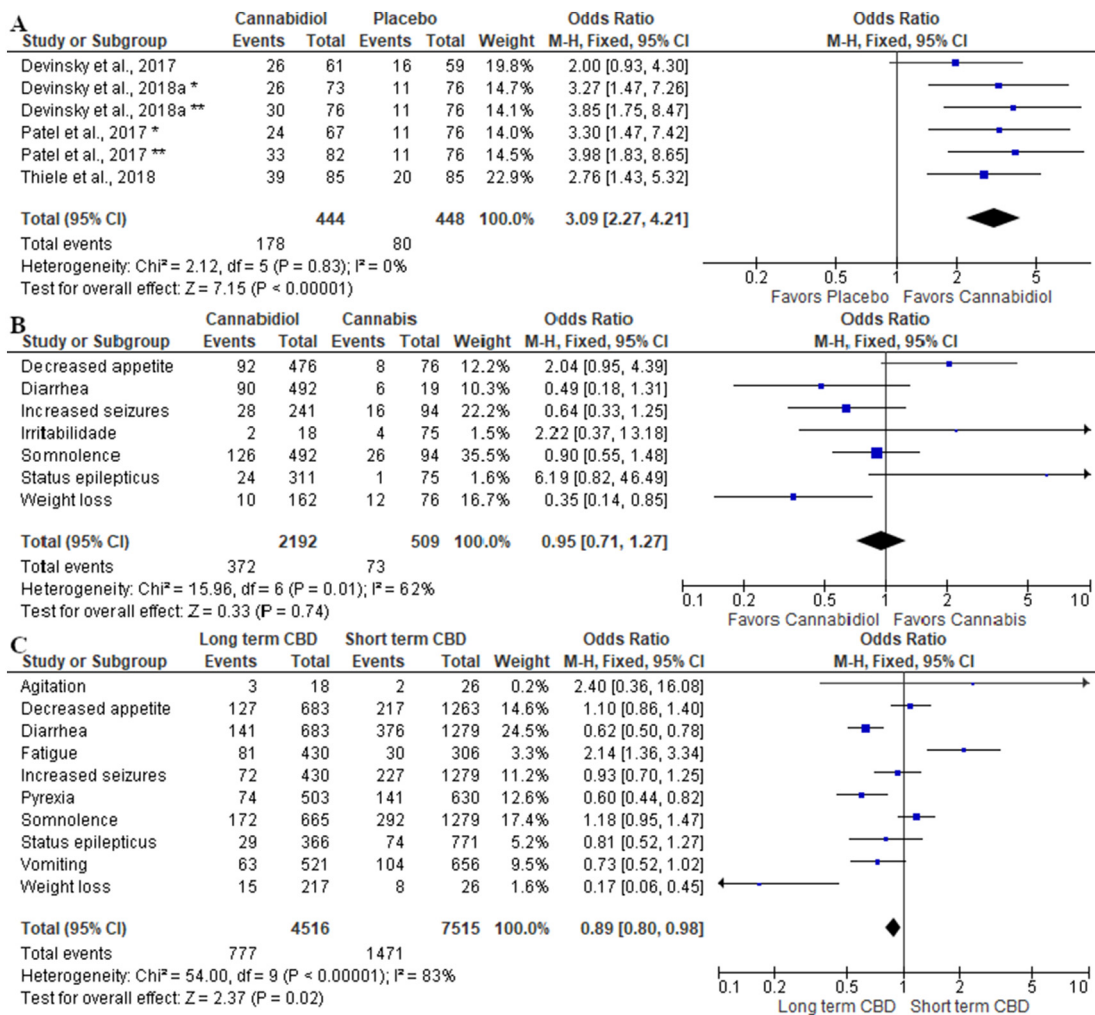 A Cannabidiol Placebo Odds Ratio Odds Ratio
Study or Subgroup Events Total Events Total Weight M-H, Fixed, 95% CI M-H, Fixed, 95% CI
Devinsky et al., 2017 26 61 16 59 19.8% 2.00 [0.93, 4.30]
Devinsky et al., 2018a * 26 73 11 76 14.7% 3.27 [1.47, 7.26]
Devinsky et al., 2018a ** 30 76 11 76 14.1% 3.85 [1.75, 8.47]
Patel et al., 2017 * 24 67 11 76 14.0% 3.30 [1.47, 7.42]
Patel et al., 2017 ** 33 82 11 76 14.5% 3.98 [1.83, 8.65]
Thiele et al., 2018 39 85 20 85 22.9% 2.76 [1.43, 5.32]
Total (95% CI) 444 448 100.0% 3.09 [2.27, 4.21]
Total events 178 80
Heterogeneity: Chi² = 2.12, df = 5 (P = 0.83); I² = 0%
Test for overall effect: Z = 7.15 (P < 0.00001)
0.2 0.5 1 2 5
Favors Placebo Favors Cannabidiol
B Cannabidiol Cannabis Odds Ratio Odds Ratio
Study or Subgroup Events Total Events Total Weight M-H, Fixed, 95% CI M-H, Fixed, 95% CI
Decreased appetite 92 476 8 76 12.2% 2.04 [0.95, 4.39]
Diarrhea 90 492 6 19 10.3% 0.49 [0.18, 1.31]
Increased seizures 28 241 16 94 22.2% 0.64 [0.33, 1.25]
Irritabilidade 2 18 4 75 1.5% 2.22 [0.37, 13.18]
Somnolence 126 492 26 94 35.5% 0.90 [0.55, 1.48]
Status epilepticus 24 311 1 75 1.6% 6.19 [0.82, 46.49]
Weight loss 10 162 12 76 16.7% 0.35 [0.14, 0.85]
Total (95% CI) 2192 509 100.0% 0.95 [0.71, 1.27]
Total events 372 73
Heterogeneity: Chi² = 15.96, df = 6 (P = 0.01); I² = 62%
Test for overall effect: Z = 0.33 (P = 0.74)
0.1 0.2 0.5 1 2 5 10
Favors Cannabidiol Favors Cannabis
C Long term CBD Short term CBD Odds Ratio Odds Ratio
Study or Subgroup Events Total Events Total Weight M-H, Fixed, 95% CI M-H, Fixed, 95% CI
Agitation 3 18 2 26 0.2% 2.40 [0.36, 16.08]
Decreased appetite 127 683 217 1263 14.6% 1.10 [0.86, 1.40]
Diarrhea 141 683 376 1279 24.5% 0.62 [0.50, 0.78]
Fatigue 81 430 30 306 3.3% 2.14 [1.36, 3.34]
Increased seizures 72 430 227 1279 11.2% 0.93 [0.70, 1.25]
Pyrexia 74 503 141 630 12.6% 0.60 [0.44, 0.82]
Somnolence 172 665 292 1279 17.4% 1.18 [0.95, 1.47]
Status epilepticus 29 366 74 771 5.2% 0.81 [0.52, 1.27]
Vomiting 63 521 104 656 9.5% 0.73 [0.52, 1.02]
Weight loss 15 217 8 26 1.6% 0.17 [0.06, 0.45]
Total (95% CI) 4516 7515 100.0% 0.89 [0.80, 0.98]
Total events 777 1471
Heterogeneity: Chi² = 54.00, df = 9 (P < 0.00001); I² = 83%
Test for overall effect: Z = 2.37 (P = 0.02)
0.1 0.2 0.5 1 2 5 10
Long term CBD Short term CBD